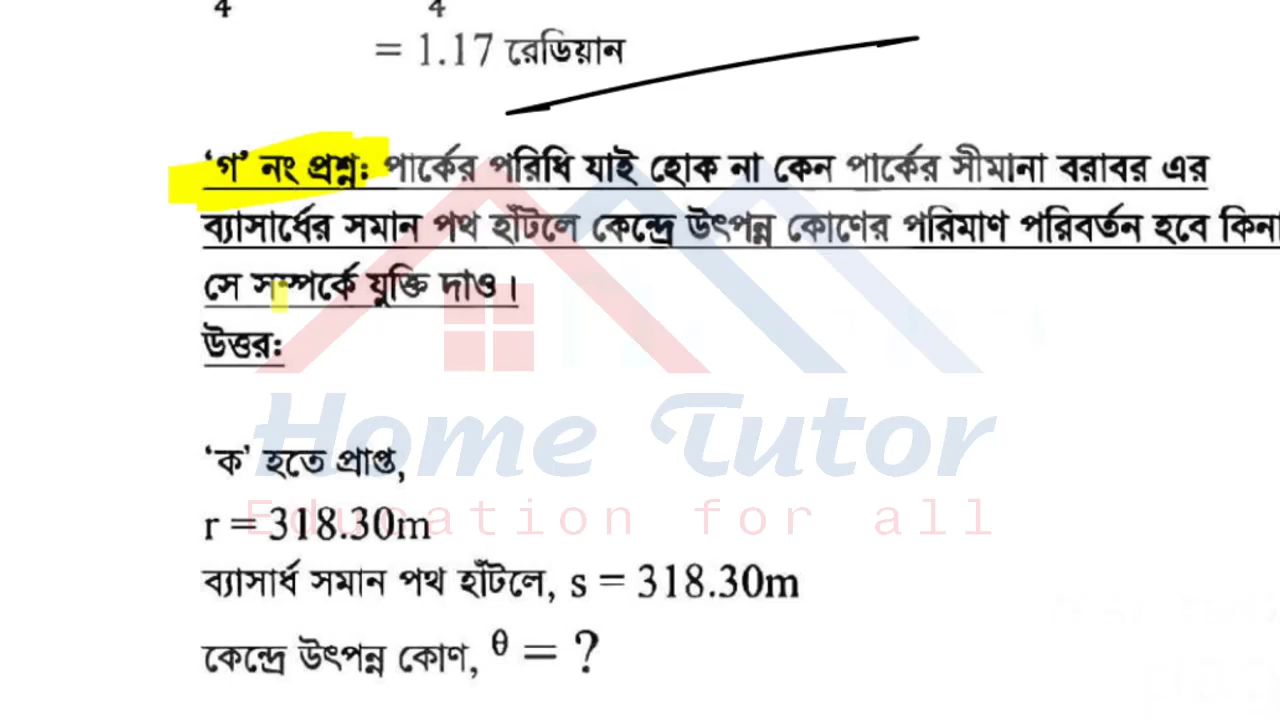 4 4
= 1.17 রেডিয়ান
‘গ’ নং প্রশ্ন: পার্কের পরিধি যাই হোক না কেন পার্কের সীমানা বরাবর এর
ব্যাসার্ধের সমান পথ হাঁটলে কেন্দ্রে উৎপন্ন কোণের পরিমাণ পরিবর্তন হবে কিনা
সে সম্পর্কে যুক্তি দাও।
উত্তর:
Home Tutor
‘ক’ হতে প্রাপ্ত,
Education for all
r = 318.30m
ব্যাসার্ধ সমান পথ হাঁটলে, s = 318.30m
কেন্দ্রে উৎপন্ন কোণ, θ = ?